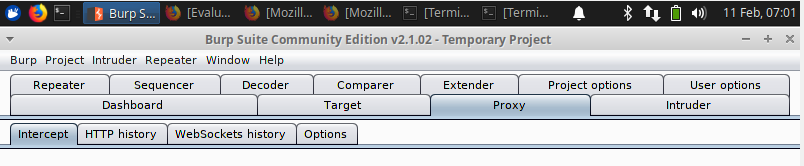 Burp S... [Evalu... [Mozill... [Mozill... [Termi... [Termi... 11 Feb, 07:01
Burp Suite Community Edition v2.1.02 - Temporary Project
Burp Project Intruder Repeater Window Help
Repeater Sequencer Decoder Comparer Extender Project options User options
Dashboard Target Proxy Intruder
Intercept HTTP history WebSockets history Options